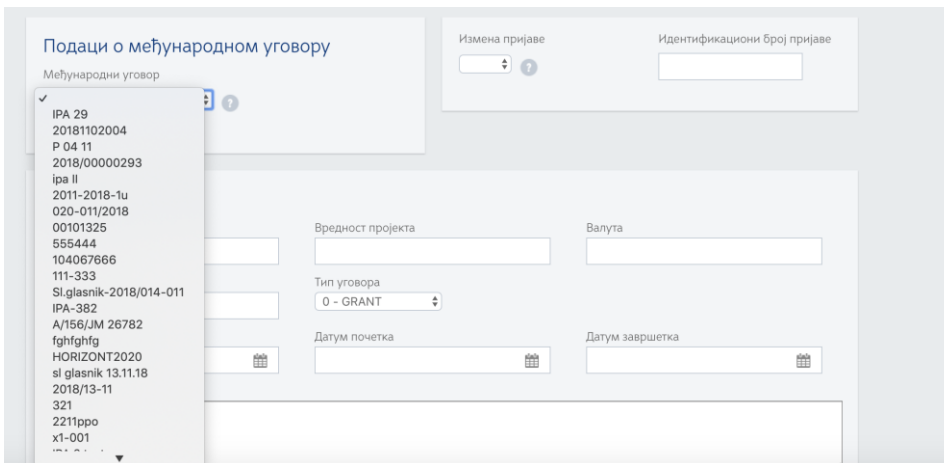 Подаци о међународном уговору
Међународни уговор
✓
IPA 29
20181102004
P 04 11
2018/00000293
ipa II
2011-2018-1u
020-011/2018
00101325
555444
104067666
111-333
Sl.glasnik-2018/014-011
IPA-382
A/156/JM 26782
fghfghfg
HORIZONT2020
sl glasnik 13.11.18
2018/13-11
321
2211ppo
x1-001
Измена пријаве
Идентификациони број пријаве
Вредност пројекта
Валута
Тип уговора
0 - GRANT
Датум почетка
Датум завршетка